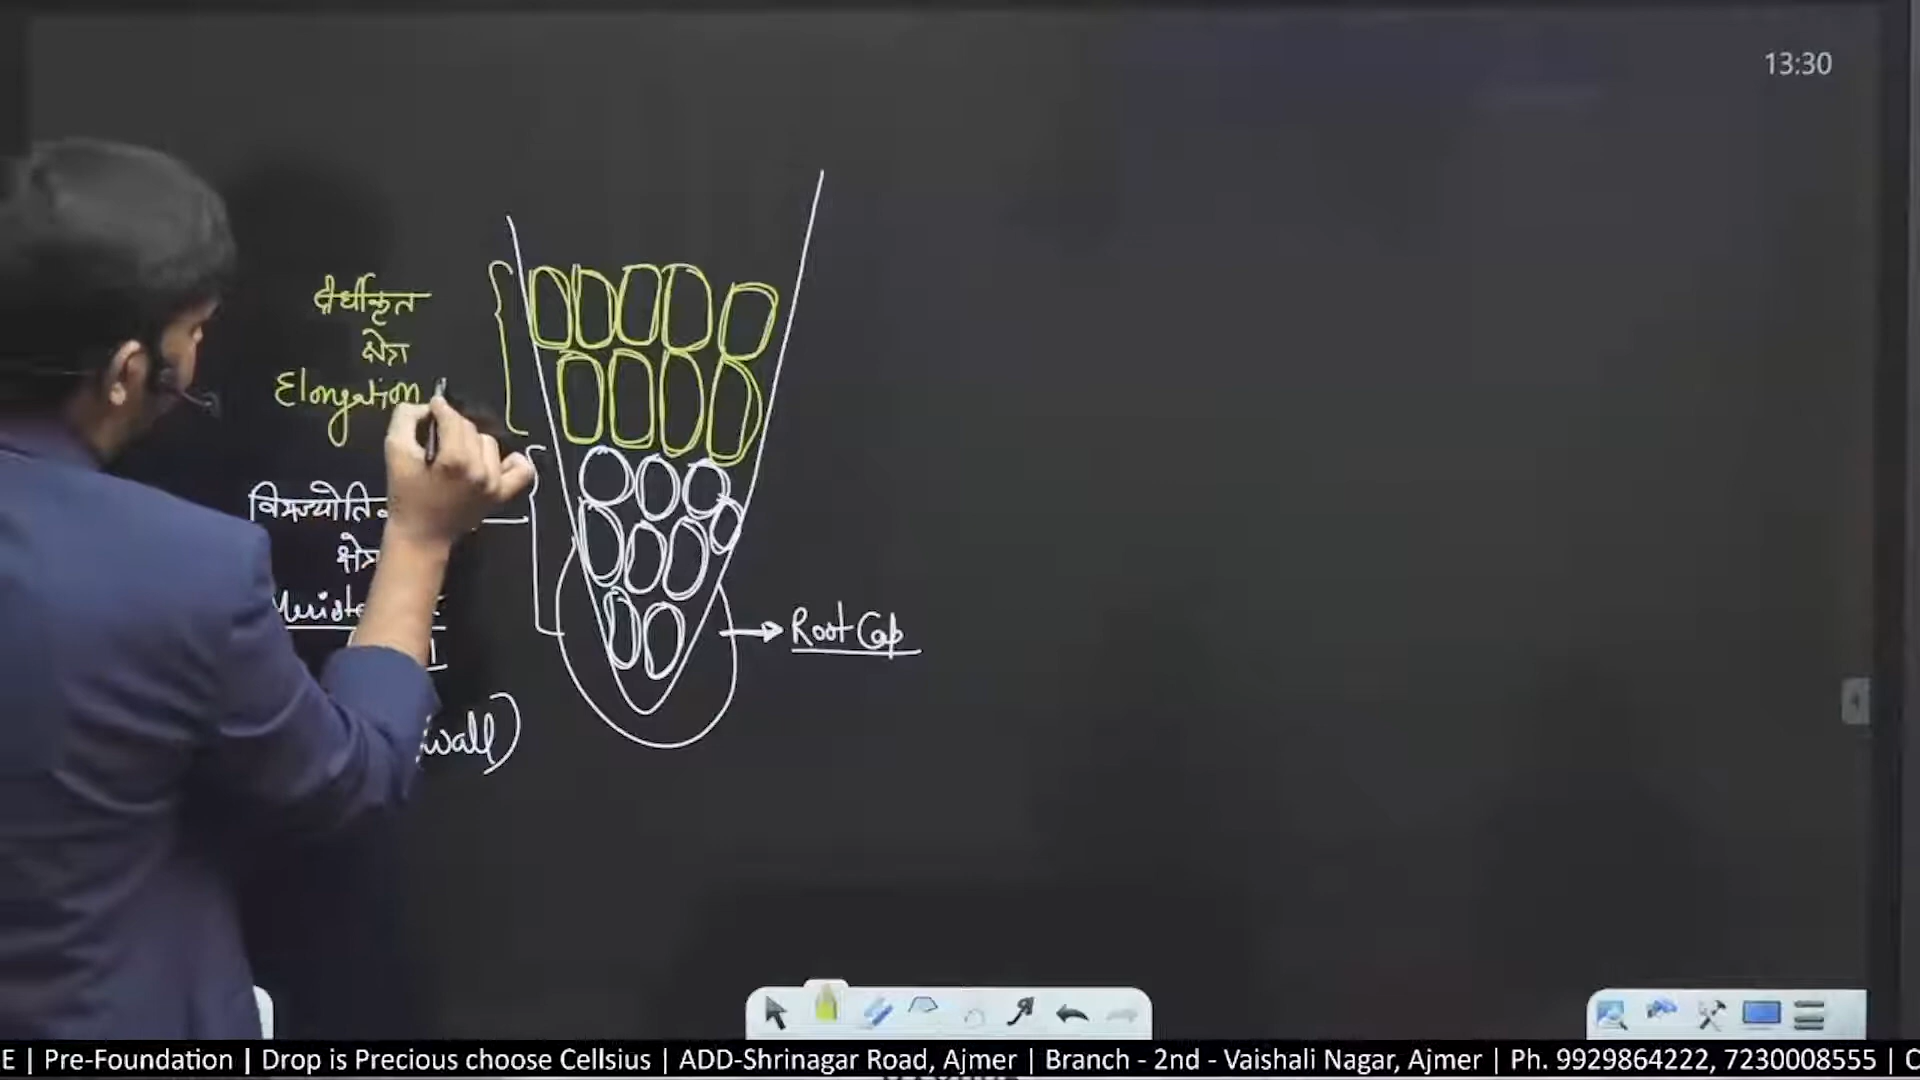 13:30
दीर्घीकृत
क्षेत्र
Elongation
क्षेत्र
Root Cap
wall)
E | Pre-Foundation | Drop is Precious choose Cellsius | ADD-Shrinagar Road, Ajmer | Branch - 2nd - Vaishali Nagar, Ajmer | Ph. 9929864222, 7230008555 | C